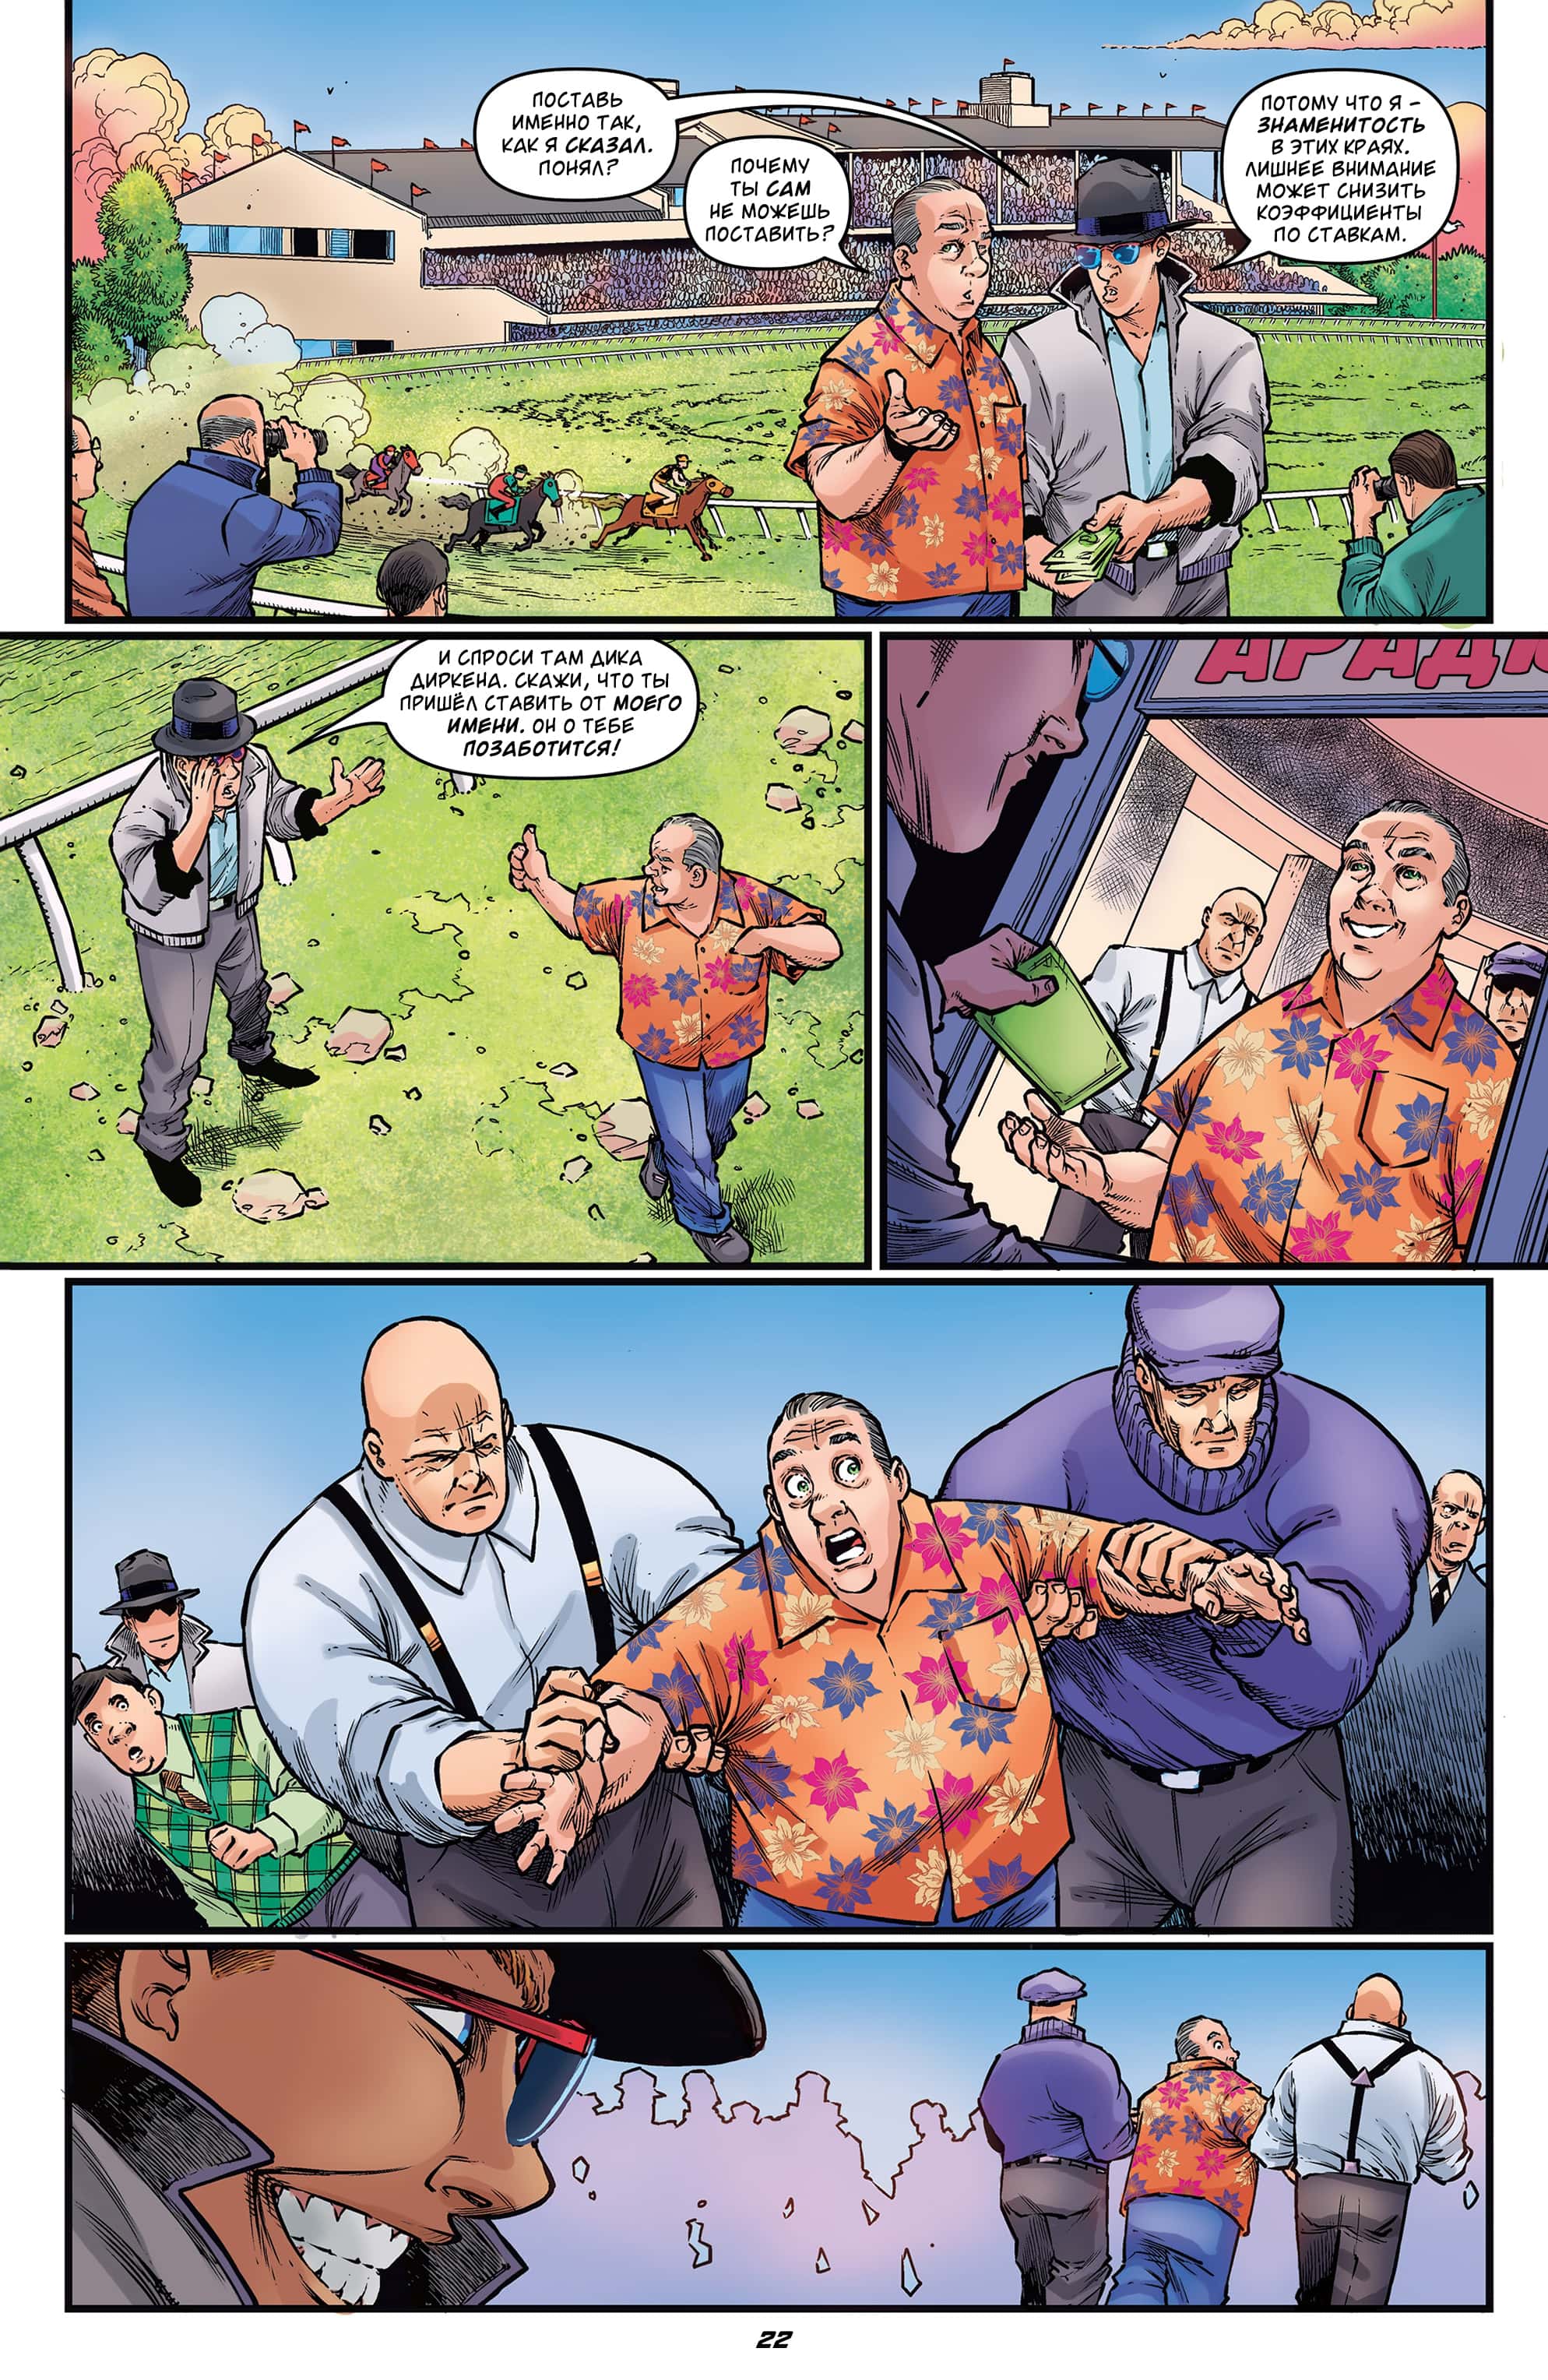 ПОСТАВЬ
ИМЕННО ТАК,
КАК Я СКАЗАЛ.
ПОНЯЛ?
ПОЧЕМУ
ТЫ САМ
НЕ МОЖЕШЬ
ПОСТАВИТЬ?
ПОТОМУ ЧТО Я –
ЗНАМЕНИТОСТЬ
В ЭТИХ КРАЯХ.
ЛИШНЕЕ ВНИМАНИЕ
МОЖЕТ СНИЗИТЬ
КОЭФФИЦИЕНТЫ
ПО СТАВКАМ.
И СПРОСИ ТАМ ДИКА
ДИРКЕНА. СКАЖИ, ЧТО ТЫ
ПРИШЁЛ СТАВИТЬ ОТ МОЕГО
ИМЕНИ. ОН О ТЕБЕ
ПОЗАБОТИТСЯ!
22